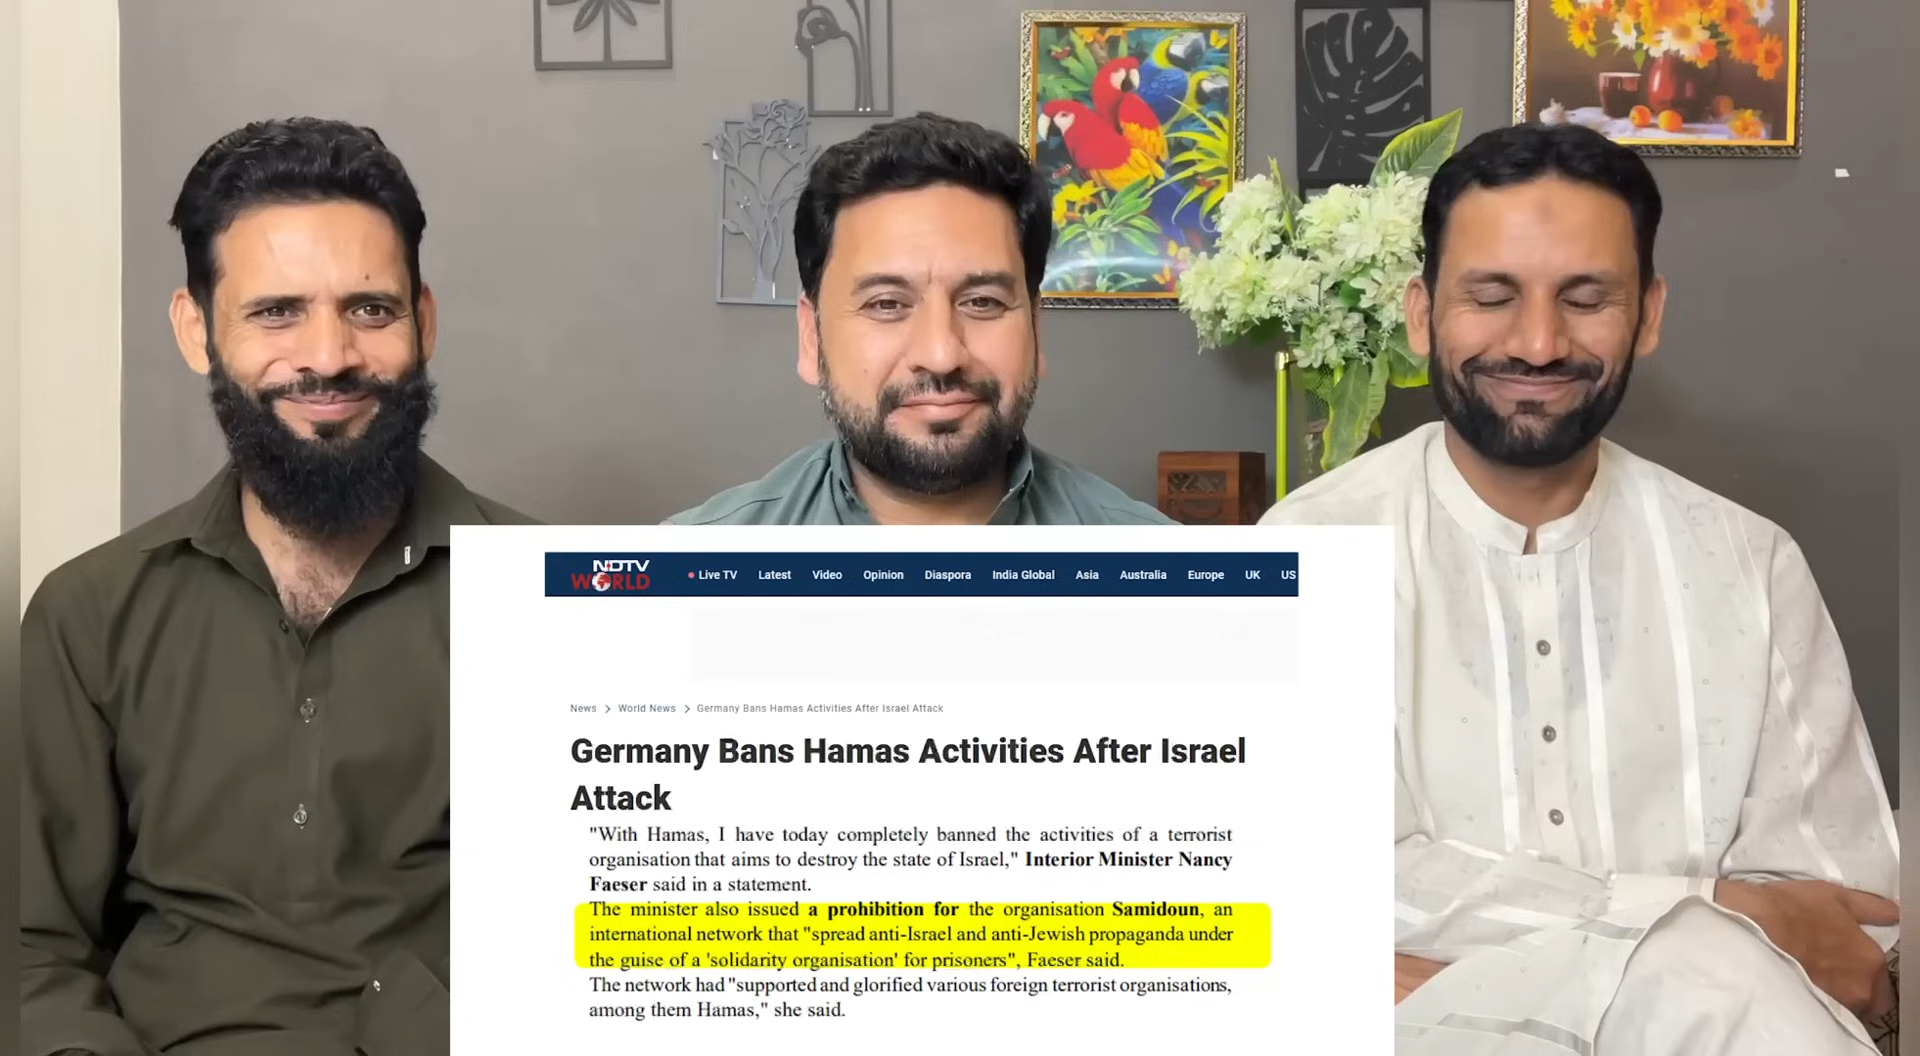 NDTV
WORLD
Live TV Latest Video Opinion Diaspora India Global Asia Australia Europe UK US
News > World News > Germany Bans Hamas Activities After Israel Attack
Germany Bans Hamas Activities After Israel
Attack
"With Hamas, I have today completely banned the activities of a terrorist
organisation that aims to destroy the state of Israel," Interior Minister Nancy
Faeser said in a statement.
The minister also issued a prohibition for the organisation Samidoun, an
international network that "spread anti-Israel and anti-Jewish propaganda under
the guise of a 'solidarity organisation' for prisoners", Faeser said.
The network had "supported and glorified various foreign terrorist organisations,
among them Hamas," she said.